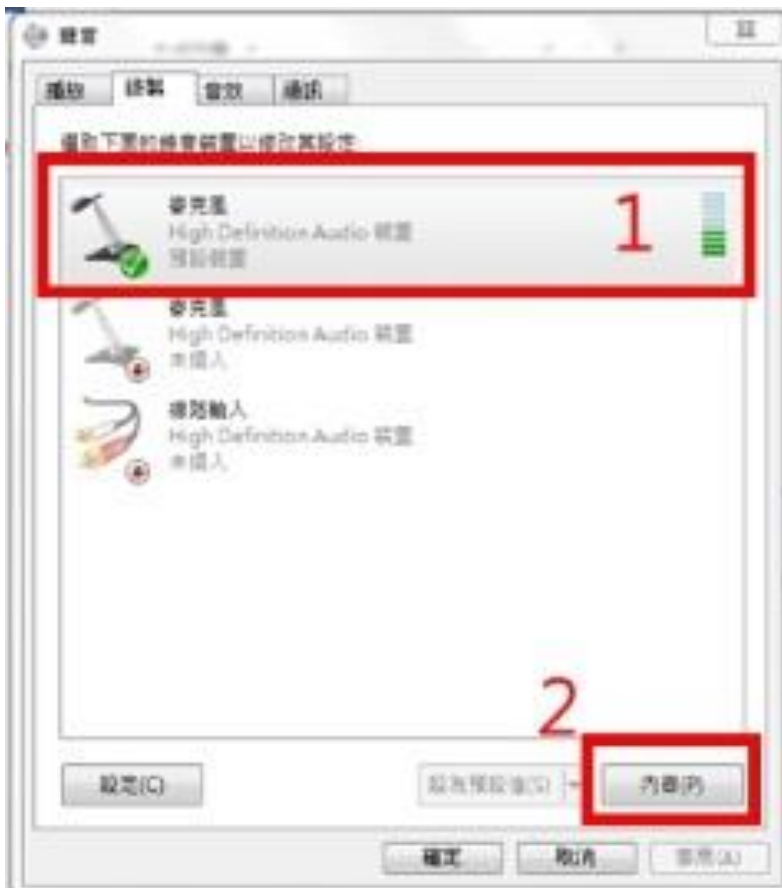 聲音
播放 錄製 音效 通訊
選取下面的錄音裝置以修改其設定:
麥克風
High Definition Audio 裝置
預設裝置
1
麥克風
High Definition Audio 裝置
未插入
線路輸入
High Definition Audio 裝置
未插入
2
設定(C) 設為預設值(S) 內容(P)
確定 取消 套用(A)